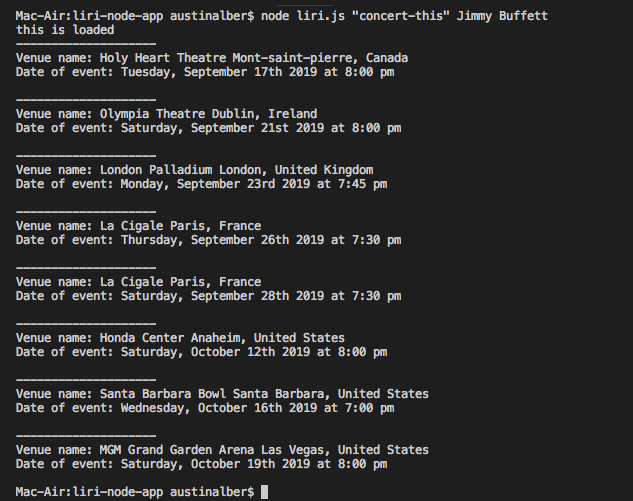 Mac-Air:liri-node-app austinalber$ node liri.js "concert-this" Jimmy Buffett
this is loaded
--------------------
Venue name: Holy Heart Theatre Mont-saint-pierre, Canada
Date of event: Tuesday, September 17th 2019 at 8:00 pm
--------------------
Venue name: Olympia Theatre Dublin, Ireland
Date of event: Saturday, September 21st 2019 at 8:00 pm
--------------------
Venue name: London Palladium London, United Kingdom
Date of event: Monday, September 23rd 2019 at 7:45 pm
--------------------
Venue name: La Cigale Paris, France
Date of event: Thursday, September 26th 2019 at 7:30 pm
--------------------
Venue name: La Cigale Paris, France
Date of event: Saturday, September 28th 2019 at 7:30 pm
--------------------
Venue name: Honda Center Anaheim, United States
Date of event: Saturday, October 12th 2019 at 8:00 pm
--------------------
Venue name: Santa Barbara Bowl Santa Barbara, United States
Date of event: Wednesday, October 16th 2019 at 7:00 pm
--------------------
Venue name: MGM Grand Garden Arena Las Vegas, United States
Date of event: Saturday, October 19th 2019 at 8:00 pm
Mac-Air:liri-node-app austinalber$